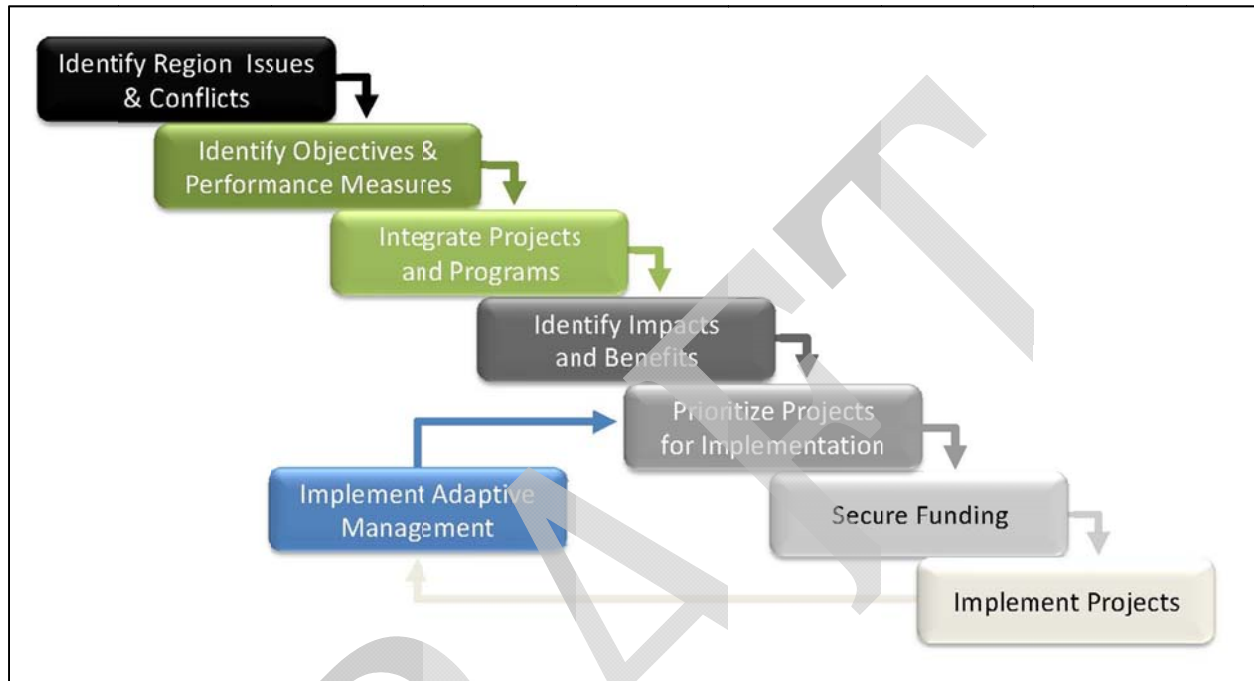 Identify Region Issues
& Conflicts
Identify Objectives &
Performance Measures
Integrate Projects
and Programs
Identify Impacts
and Benefits
Prioritize Projects
for Implementation
Implement Adaptive
Management
Secure Funding
Implement Projects
DRAFT